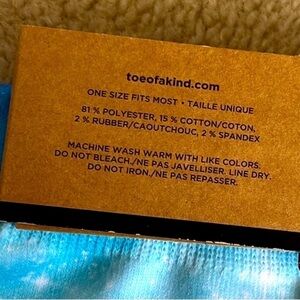 toeofakind.com
ONE SIZE FITS MOST • TAILLE UNIQUE
81 % POLYESTER, 15 % COTTON/COTON,
2 % RUBBER/CAOUTCHOUC, 2 % SPANDEX
MACHINE WASH WARM WITH LIKE COLORS.
DO NOT BLEACH./NE PAS JAVELLISER. LINE DRY.
DO NOT IRON./NE PAS REPASSER.